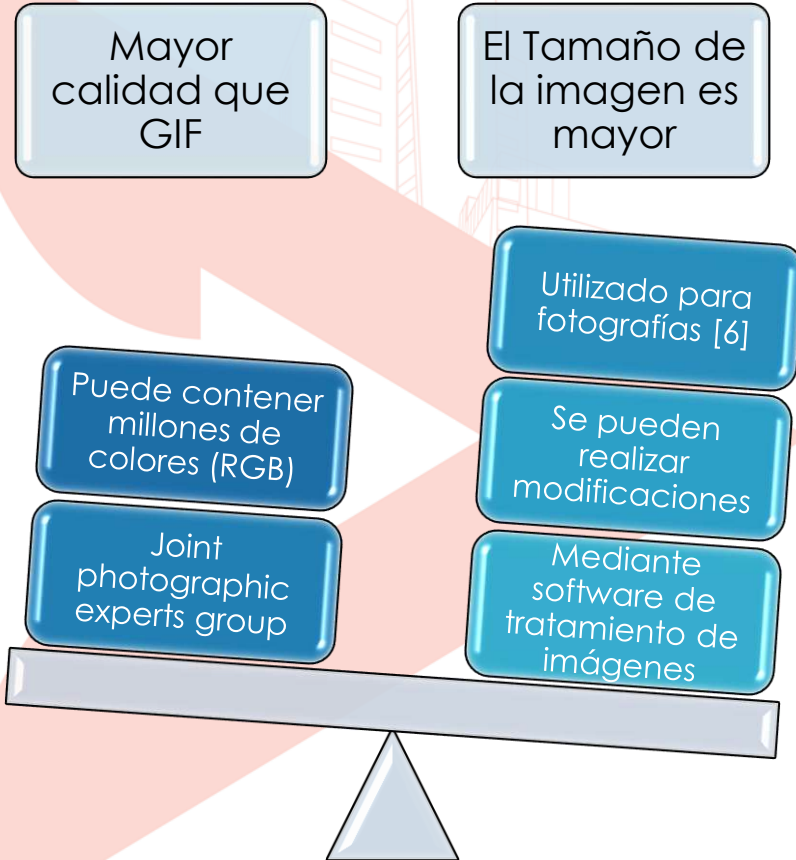 Mayor
calidad que
GIF
El Tamaño de
la imagen es
mayor
Puede contener
millones de
colores (RGB)
Joint
photographic
experts group
Utilizado para
fotografías [6]
Se pueden
realizar
modificaciones
Mediante
software de
tratamiento de
imágenes